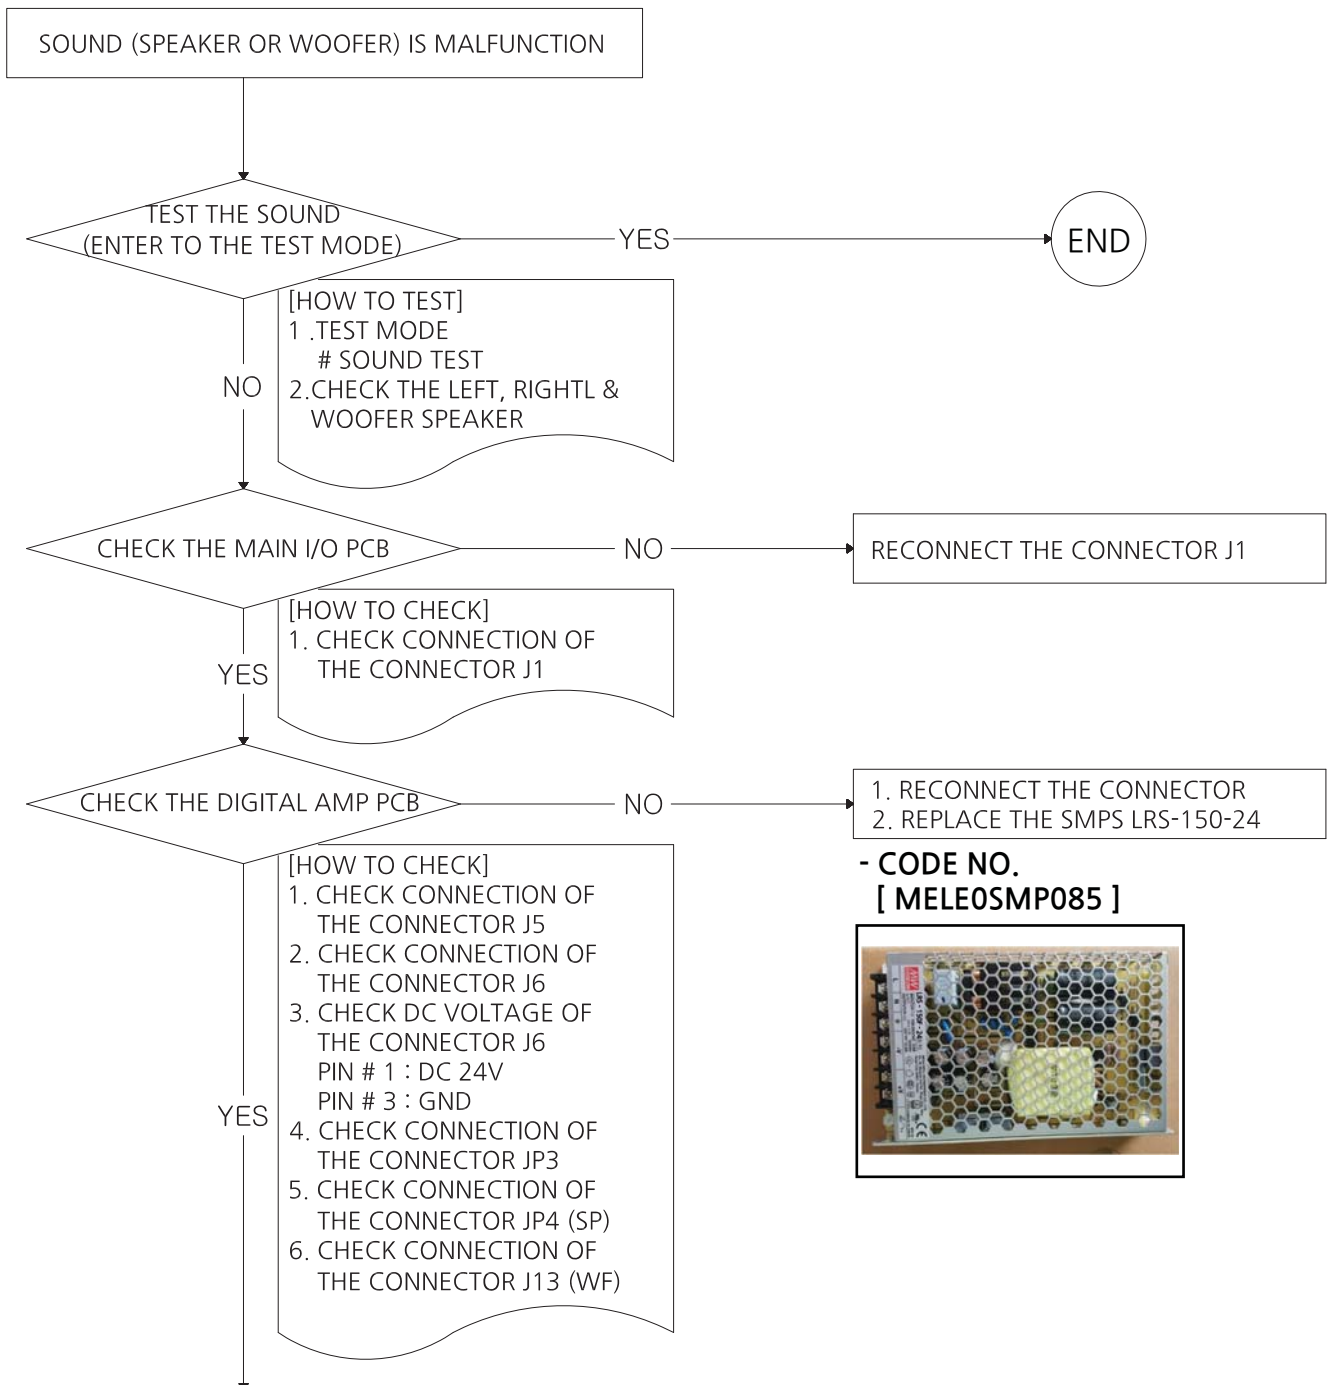 SOUND (SPEAKER OR WOOFER) IS MALFUNCTION
TEST THE SOUND
(ENTER TO THE TEST MODE)
YES
END
[HOW TO TEST]
1 .TEST MODE
# SOUND TEST
2.CHECK THE LEFT, RIGHTL &
WOOFER SPEAKER
NO
CHECK THE MAIN I/O PCB
NO
RECONNECT THE CONNECTOR J1
[HOW TO CHECK]
1. CHECK CONNECTION OF
THE CONNECTOR J1
YES
CHECK THE DIGITAL AMP PCB
NO
1. RECONNECT THE CONNECTOR
2. REPLACE THE SMPS LRS-150-24
- CODE NO.
[ MELE0SMP085 ]
[HOW TO CHECK]
1. CHECK CONNECTION OF
THE CONNECTOR J5
2. CHECK CONNECTION OF
THE CONNECTOR J6
3. CHECK DC VOLTAGE OF
THE CONNECTOR J6
PIN # 1 : DC 24V
PIN # 3 : GND
4. CHECK CONNECTION OF
THE CONNECTOR JP3
5. CHECK CONNECTION OF
THE CONNECTOR JP4 (SP)
6. CHECK CONNECTION OF
THE CONNECTOR J13 (WF)
YES